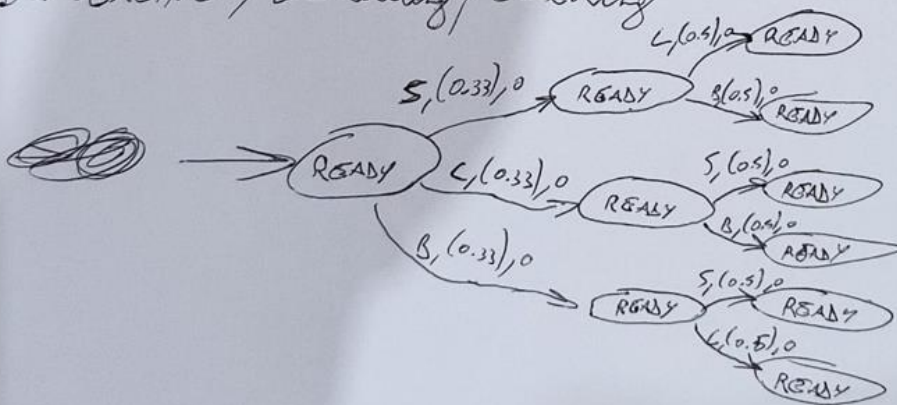 L,(0.5),0
READY
S,(0.33),0
READY
B,(0.5),0
READY
READY
C,(0.33),0
READY
S,(0.5),0
READY
B,(0.5),0
READY
B,(0.33),0
READY
S,(0.5),0
READY
C,(0.5),0
READY